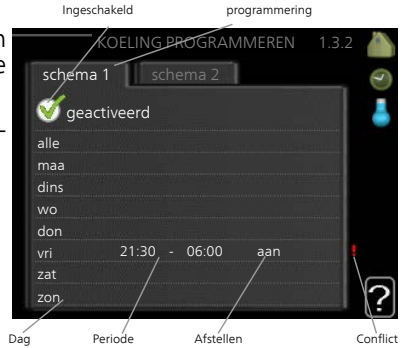 Ingeschakeld programmering
n
e
KOELING PROGRAMMEREN 1.3.2
schema 1 schema 2
geactiveerd
alle
maa
dins
wo
don
vri 21:30 - 06:00 aan !
zat
zon
?
Dag Periode Afstellen Conflict